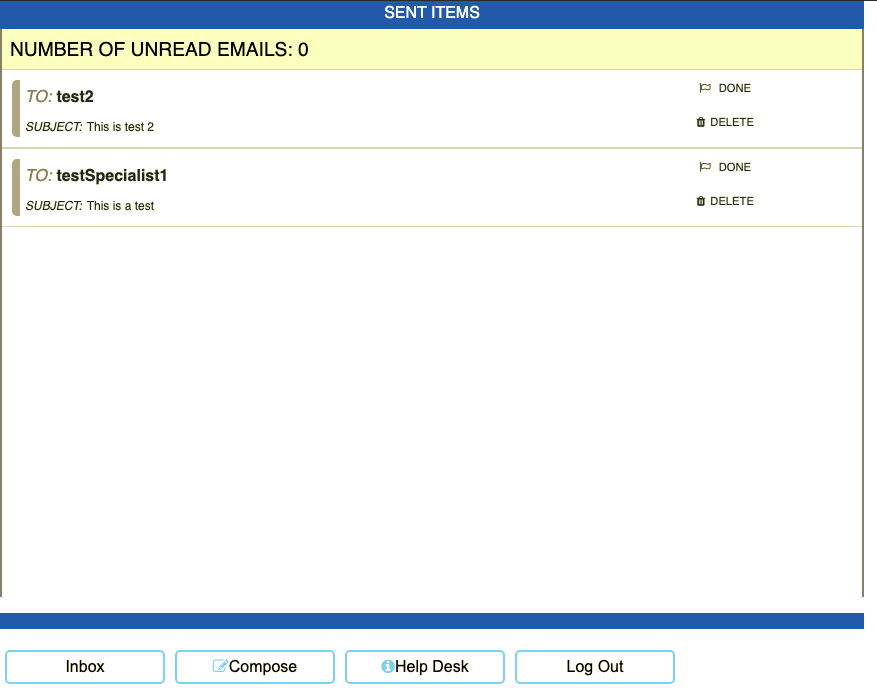 SENT ITEMS
NUMBER OF UNREAD EMAILS: 0
TO: test2
DONE
SUBJECT: This is test 2
DELETE
TO: testSpecialist1
DONE
SUBJECT: This is a test
DELETE
Inbox
Compose
Help Desk
Log Out